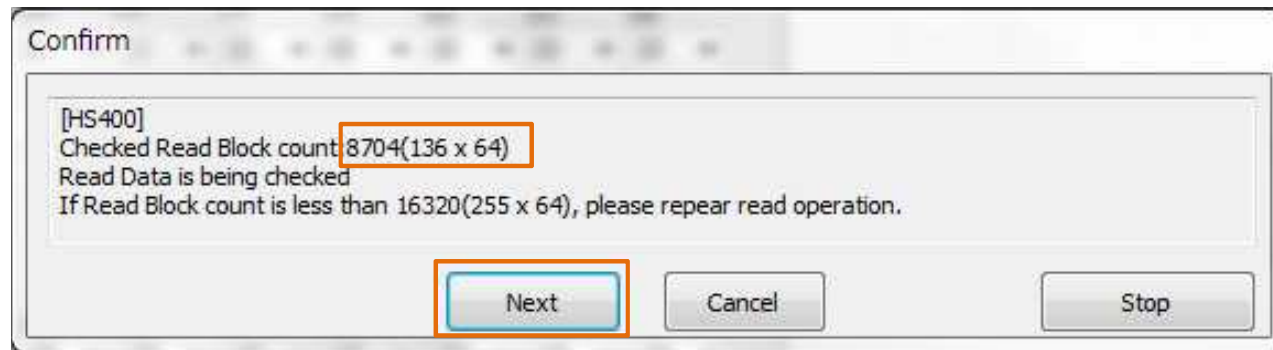 Confirm
[HS400]
Checked Read Block count:8704(136 x 64)
Read Data is being checked
If Read Block count is less than 16320(255 x 64), please repear read operation.
Next Cancel Stop